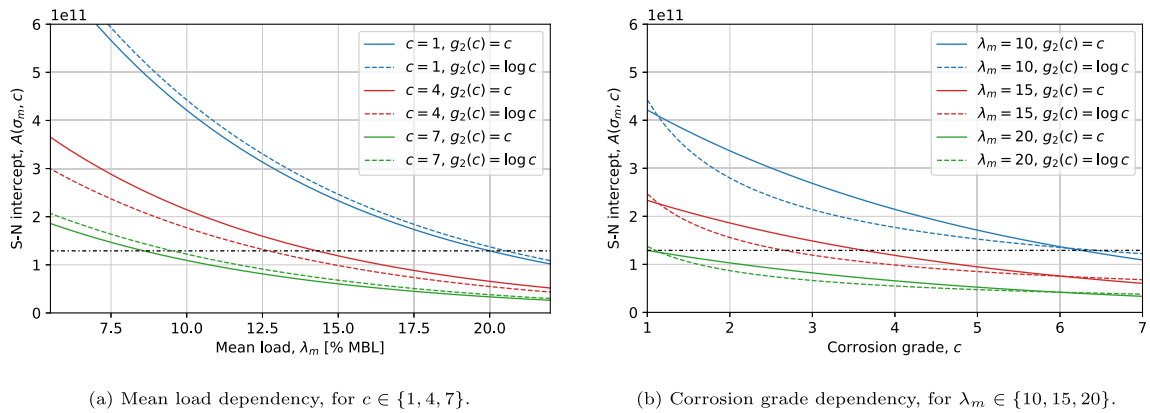 1e11
6
5
4
3
2
1
0
S-N intercept, A(σₘ, c)
c = 1, g₂(c) = c
c = 1, g₂(c) = log c
c = 4, g₂(c) = c
c = 4, g₂(c) = log c
c = 7, g₂(c) = c
c = 7, g₂(c) = log c
7.5 10.0 12.5 15.0 17.5 20.0
Mean load, λₘ [% MBL]
(a) Mean load dependency, for c ∈ {1, 4, 7}.
1e11
6
5
4
3
2
1
0
S-N intercept, A(σₘ, c)
λₘ = 10, g₂(c) = c
λₘ = 10, g₂(c) = log c
λₘ = 15, g₂(c) = c
λₘ = 15, g₂(c) = log c
λₘ = 20, g₂(c) = c
λₘ = 20, g₂(c) = log c
1 2 3 4 5 6 7
Corrosion grade, c
(b) Corrosion grade dependency, for λₘ ∈ {10, 15, 20}.